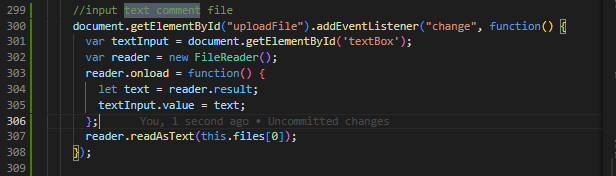 299 //input text comment file
300 document.getElementById("uploadFile").addEventListener("change", function() {
301 var textInput = document.getElementById('textBox');
302 var reader = new FileReader();
303 reader.onload = function() {
304 let text = reader.result;
305 textInput.value = text;
306 }; You, 1 second ago • Uncommitted changes
307 reader.readAsText(this.files[0]);
308 });
309